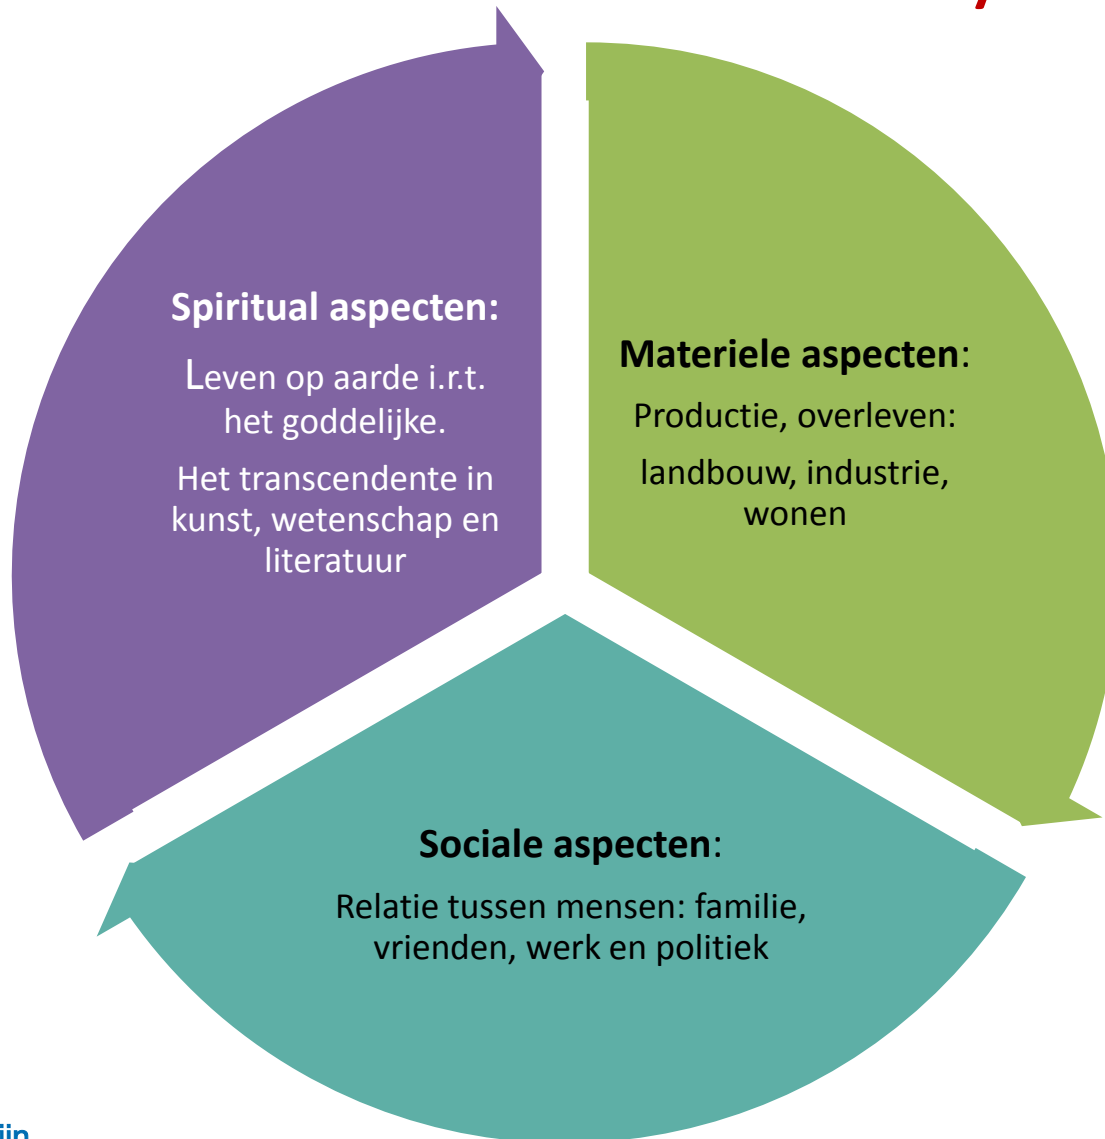 Spiritual aspecten:
Leven op aarde i.r.t.
het goddelijke.
Het transcendente in
kunst, wetenschap en
literatuur
Materiele aspecten:
Productie, overleven:
landbouw, industrie,
wonen
Sociale aspecten:
Relatie tussen mensen: familie,
vrienden, werk en politiek